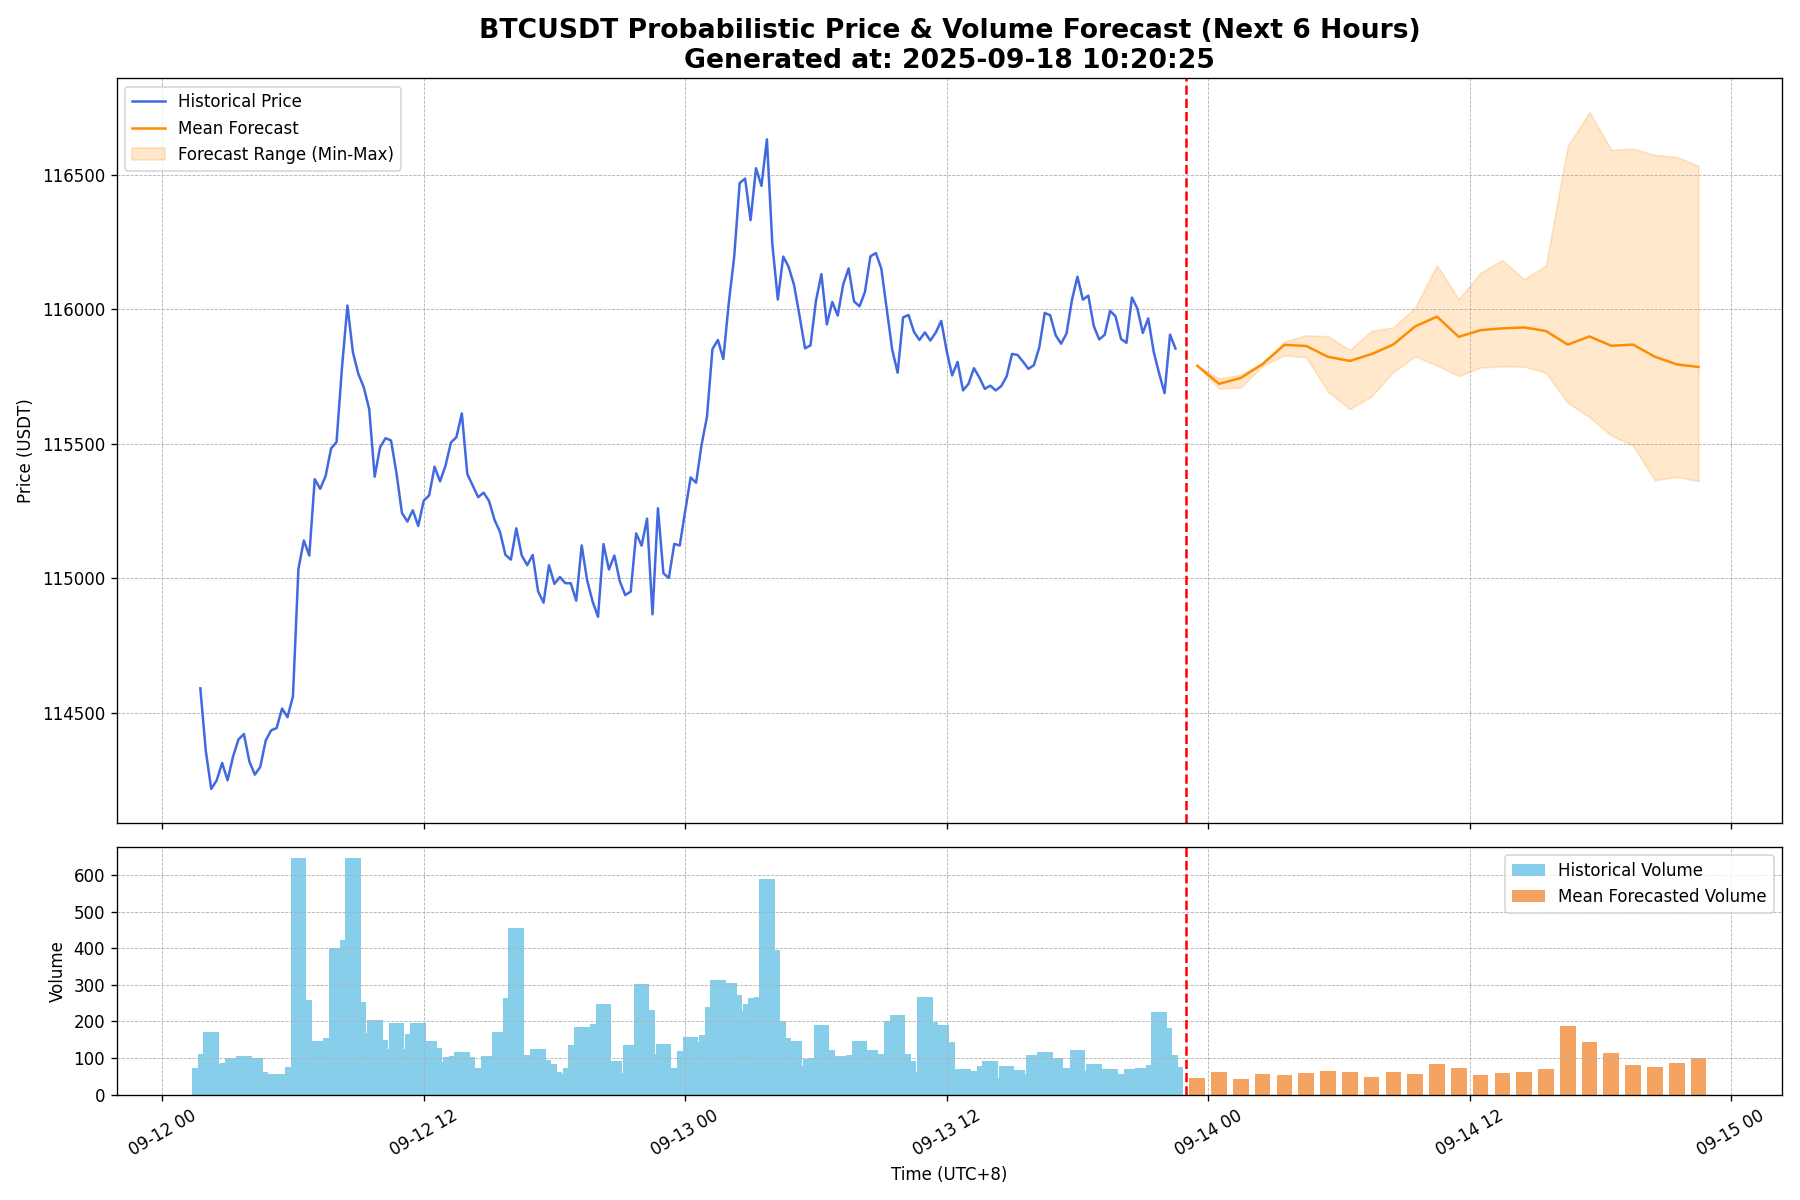 BTCUSDT Probabilistic Price & Volume Forecast (Next 6 Hours)
Generated at: 2025-09-18 10:20:25
Historical Price
Mean Forecast
Forecast Range (Min-Max)
Price (USDT)
116500
116000
115500
115000
114500
Historical Volume
Mean Forecasted Volume
Volume
600
500
400
300
200
100
0
09-12 00
09-12 12
09-13 00
09-13 12
09-14 00
09-14 12
09-15 00
Time (UTC+8)